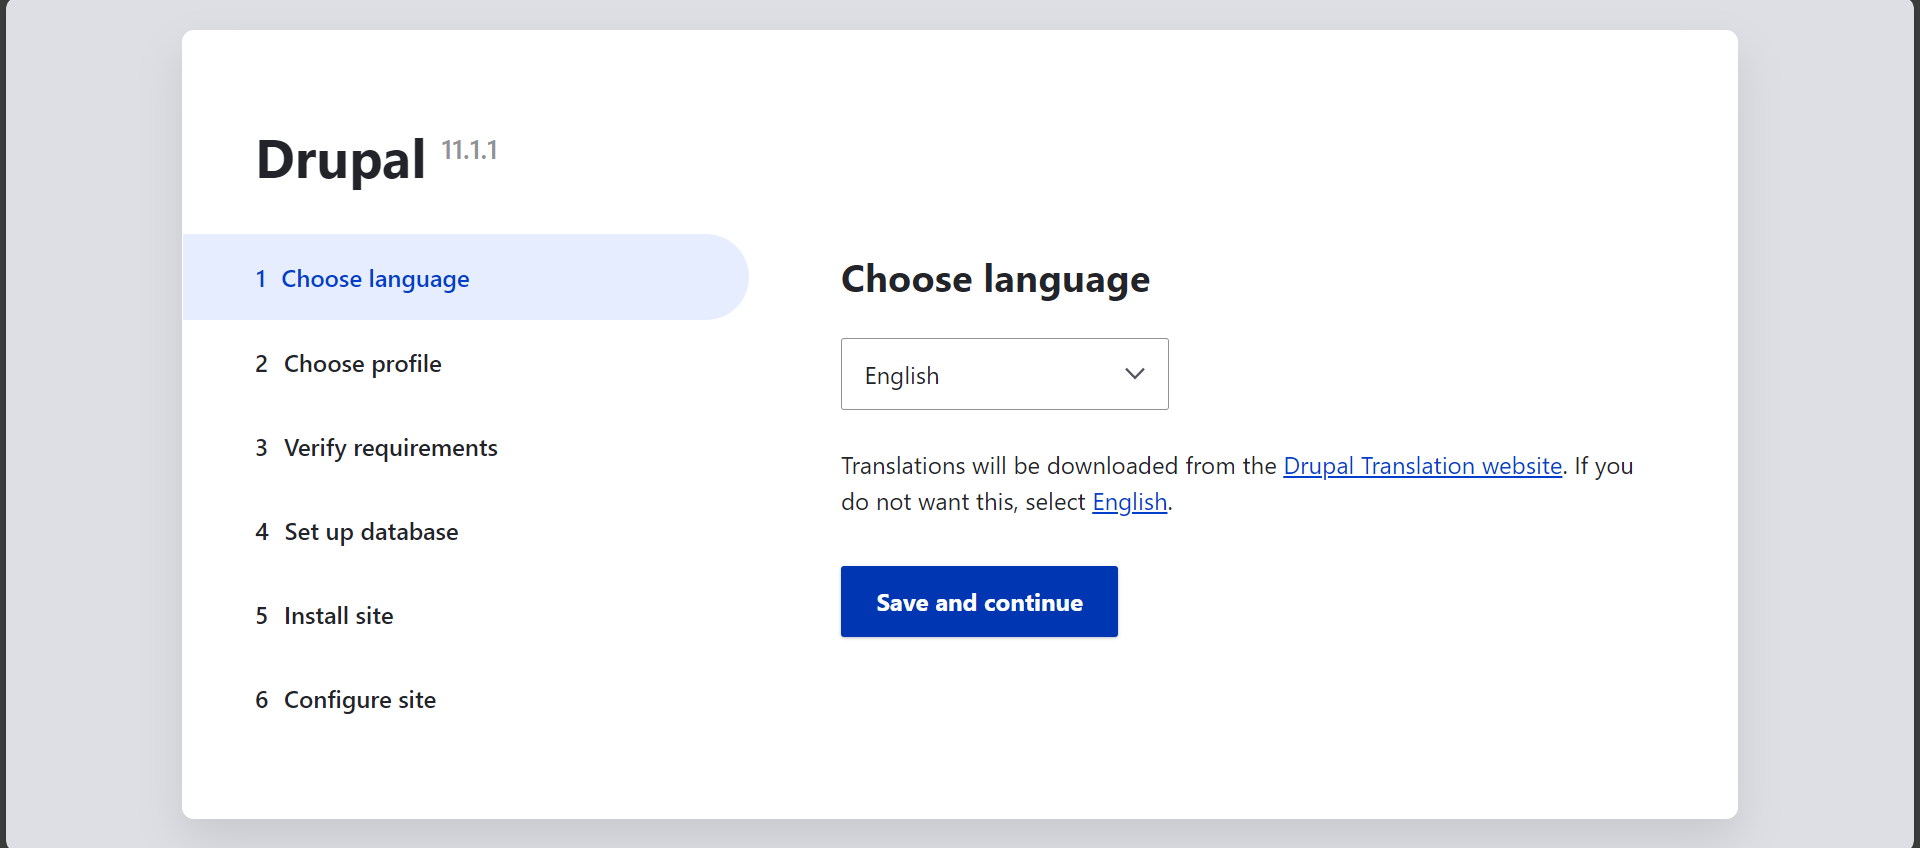 Drupal 11.1.1
1 Choose language
2 Choose profile
3 Verify requirements
4 Set up database
5 Install site
6 Configure site
Choose language
English
Translations will be downloaded from the Drupal Translation website. If you
do not want this, select English.
Save and continue